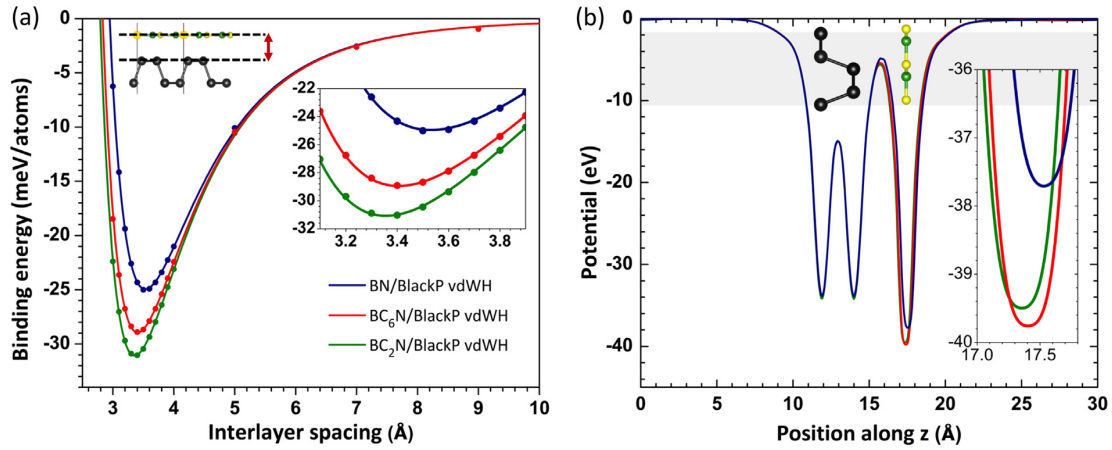 (a)
0
-5
-10
-15
-20
-25
-30
Binding energy (meV/atoms)
3 4 5 6 7 8 9 10
Interlayer spacing (Å)
-22
-24
-26
-28
-30
-32
3.2 3.4 3.6 3.8
BN/BlackP vdWH
BC6N/BlackP vdWH
BC2N/BlackP vdWH
(b)
0
-10
-20
-30
-40
Potential (eV)
0 5 10 15 20 25 30
Position along z (Å)
-36
-37
-38
-39
-40
17.0 17.5